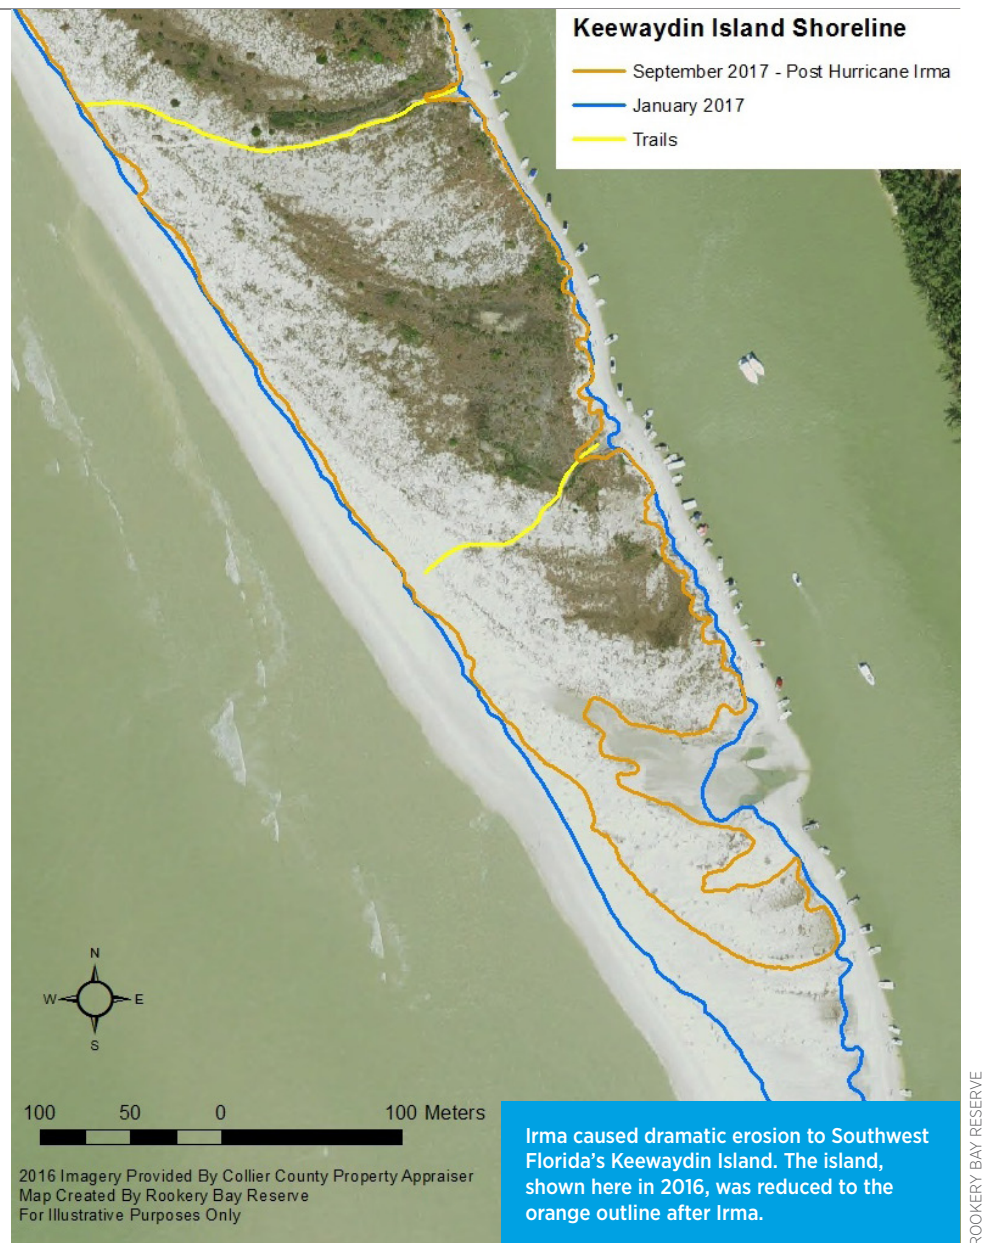 Keewaydin Island Shoreline
September 2017 - Post Hurricane Irma
January 2017
Trails
N
W E
S
100 50 0 100 Meters
2016 Imagery Provided By Collier County Property Appraiser
Map Created By Rookery Bay Reserve
For Illustrative Purposes Only
Irma caused dramatic erosion to Southwest
Florida’s Keewaydin Island. The island,
shown here in 2016, was reduced to the
orange outline after Irma.
ROOKERY BAY RESERVE